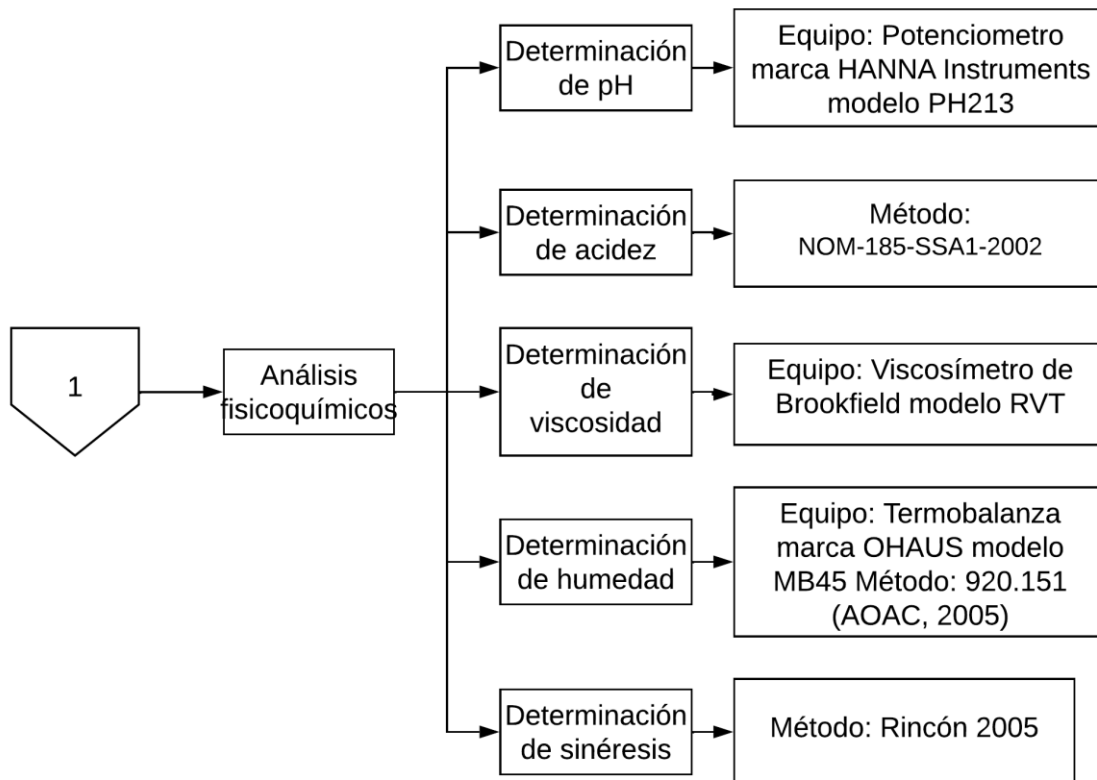 1
Análisis
fisicoquímicos
Determinación
de pH
Equipo: Potenciometro
marca HANNA Instruments
modelo PH213
Determinación
de acidez
Método:
NOM-185-SSA1-2002
Determinación
de
viscosidad
Equipo: Viscosímetro de
Brookfield modelo RVT
Determinación
de humedad
Equipo: Termobalanza
marca OHAUS modelo
MB45 Método: 920.151
(AOAC, 2005)
Determinación
de sinéresis
Método: Rincón 2005